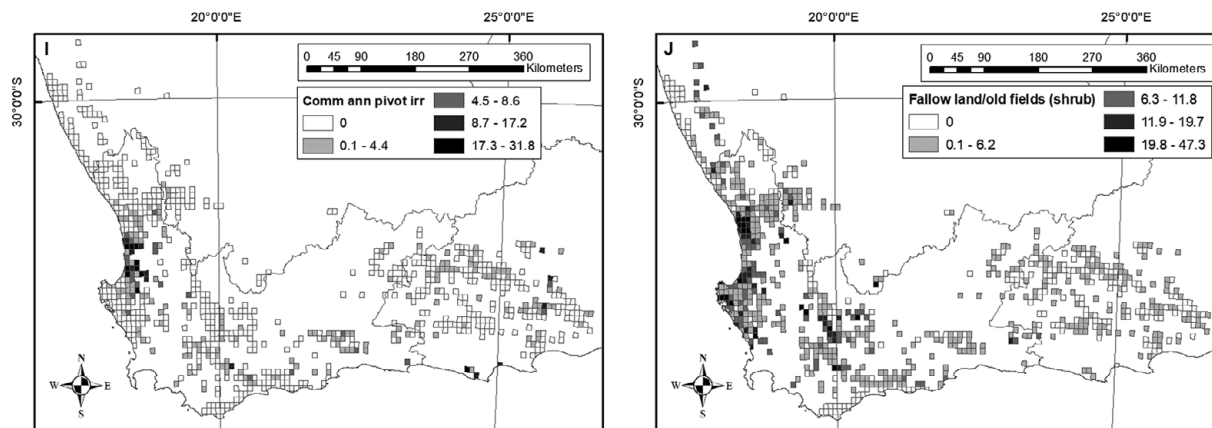 20°0'0"E 25°0'0"E
30°0'0"S
I
0 45 90 180 270 360
Kilometers
Comm ann pivot irr
0
0.1 - 4.4
4.5 - 8.6
8.7 - 17.2
17.3 - 31.8
N
W E
S
20°0'0"E 25°0'0"E
30°0'0"S
J
0 45 90 180 270 360
Kilometers
Fallow land/old fields (shrub)
0
0.1 - 6.2
6.3 - 11.8
11.9 - 19.7
19.8 - 47.3
N
W E
S